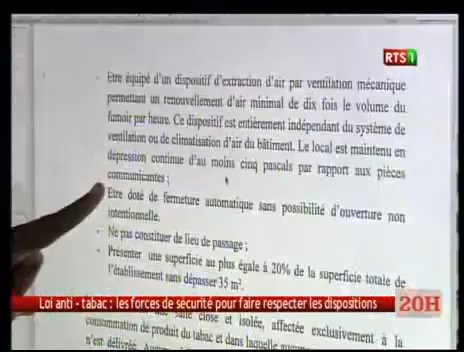 RTS1
- Etre équipé d'un dispositif d'extraction d'air par ventilation mécanique
permettant un renouvellement d'air minimal de dix fois le volume du
fumoir par heure. Ce dispositif est entièrement indépendant du système de
ventilation ou de climatisation d'air du bâtiment. Le local est maintenu en
dépression continue d'au moins cinq pascals par rapport aux pièces
communicantes ;
Etre doté de fermeture automatique sans possibilité d'ouverture non
intentionnelle.
- Ne pas constituer de lieu de passage ;
- Présenter une superficie au plus égale à 20% de la superficie totale de
l'établissement sans dépasser 35 m².
Loi anti - tabac : les forces de sécurité pour faire respecter les dispositions
20H
close et isolée, affectée exclusivement à la
consommation de produit du tabac et dans laquelle
n'est délivrée.